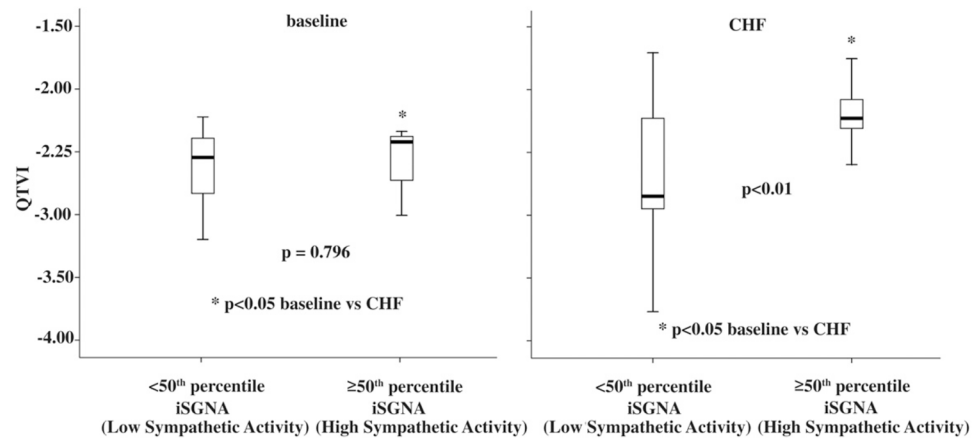 baseline
CHF
-1.50
-2.00
-2.25
-3.00
-3.50
-4.00
QTVI
*
*
p = 0.796
p<0.01
* p<0.05 baseline vs CHF
* p<0.05 baseline vs CHF
<50th percentile
iSGNA
(Low Sympathetic Activity)
≥50th percentile
iSGNA
(High Sympathetic Activity)
<50th percentile
iSGNA
(Low Sympathetic Activity)
≥50th percentile
iSGNA
(High Sympathetic Activity)